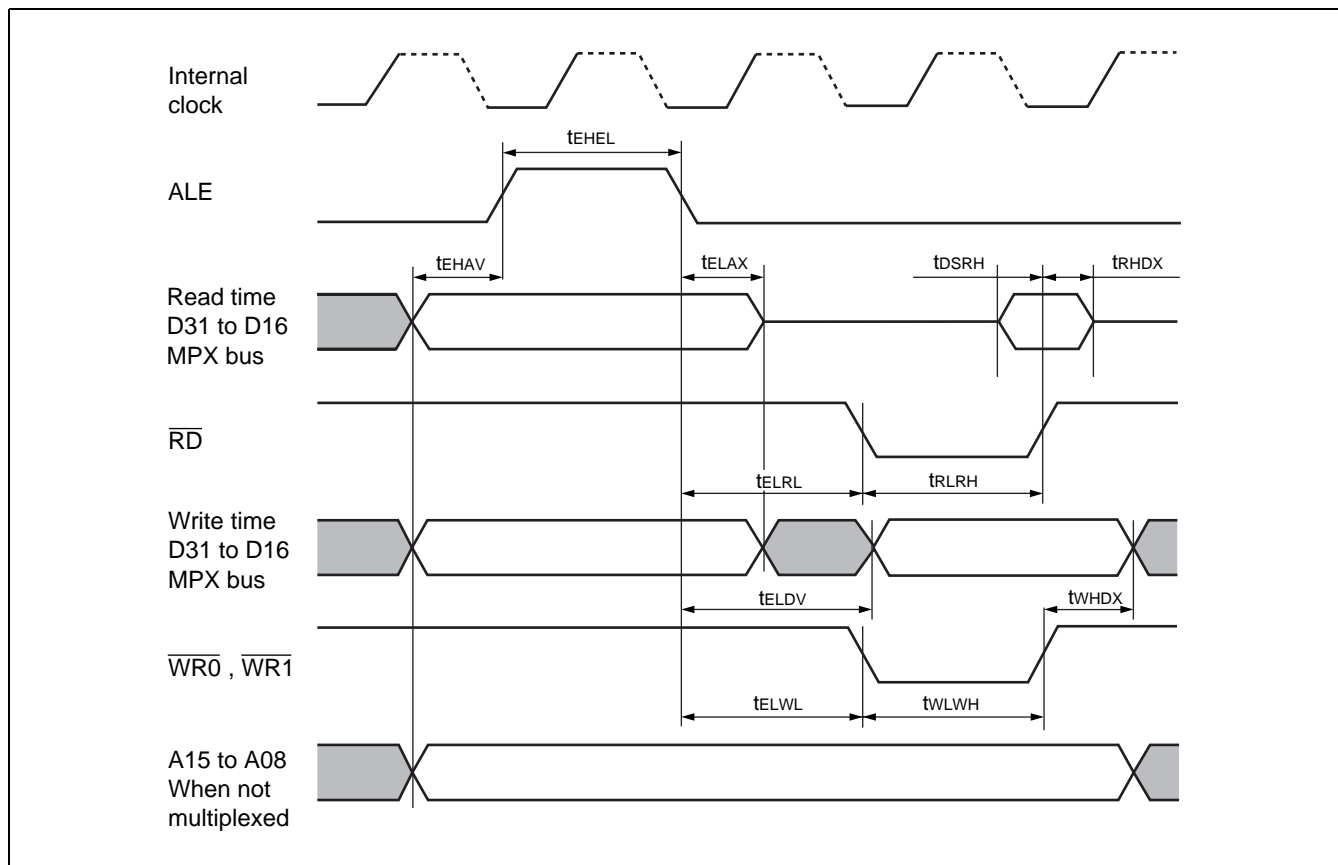 Internal
clock
tEHEL
ALE
tEHAV
tELAX
tDSRH
tRHDX
Read time
D31 to D16
MPX bus
RD
tELRL
tRLRH
Write time
D31 to D16
MPX bus
tELDV
tWHDX
WR0 , WR1
tELWL
tWLWH
A15 to A08
When not
multiplexed